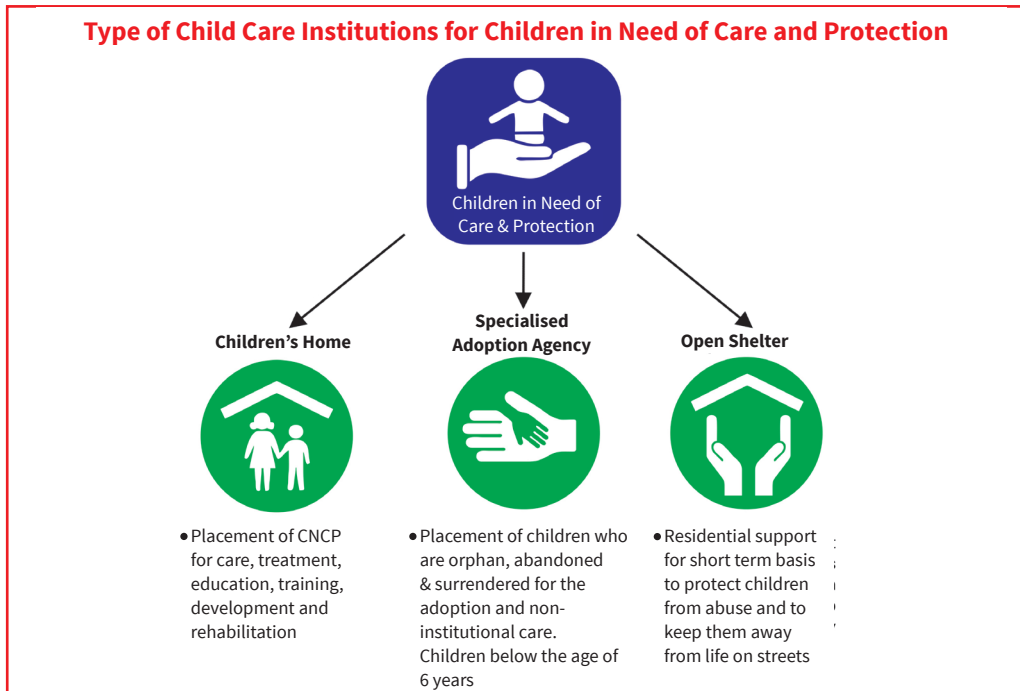 Type of Child Care Institutions for Children in Need of Care and Protection
Children in Need of
Care & Protection
Children's Home
Specialised
Adoption Agency
Open Shelter
• Placement of CNCP
for care, treatment,
education, training,
development and
rehabilitation
• Placement of children who
are orphan, abandoned
& surrendered for the
adoption and non-
institutional care.
Children below the age of
6 years
• Residential support
for short term basis
to protect children
from abuse and to
keep them away
from life on streets